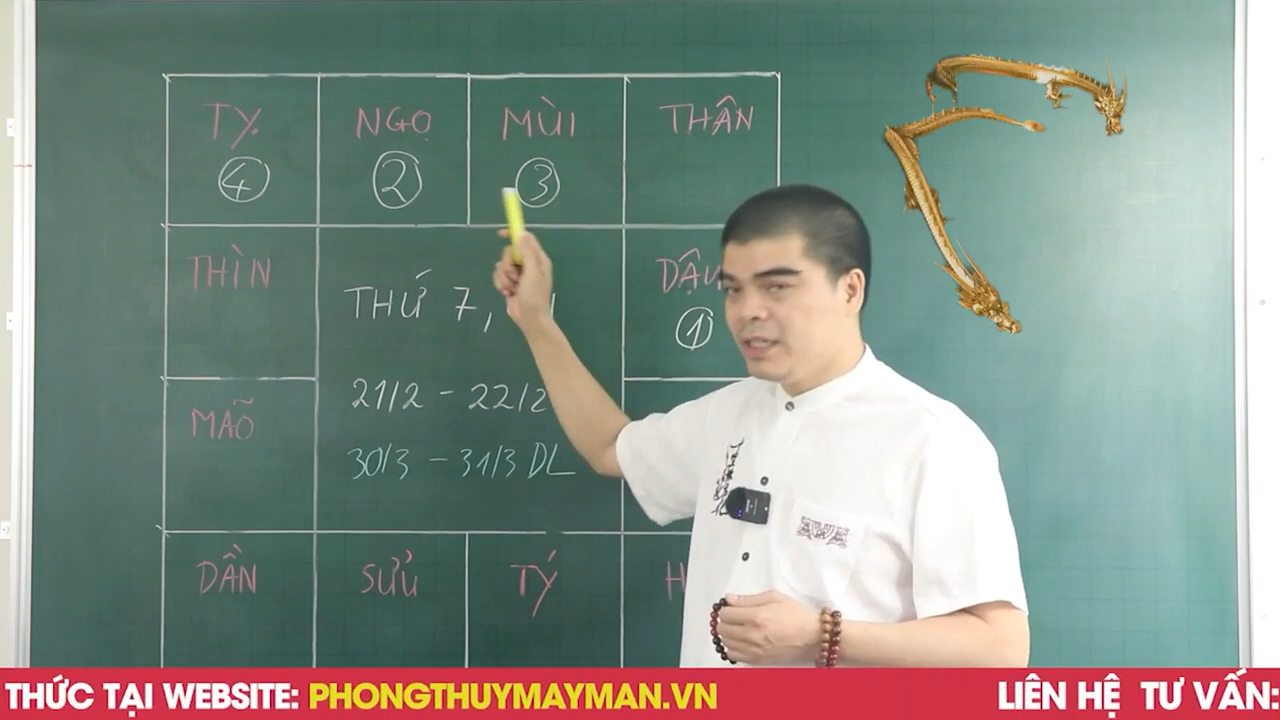 TỴ NGỌ MÙI THÂN
④ ② ③
THÌN DẬU
THỨ 7,
①
21/2 - 22/2
MÃO
30/3 - 31/3 DL
DẦN SỬU TÝ H
THỨC TẠI WEBSITE: PHONGTHUYMAYMAN.VN LIÊN HỆ TƯ VẤN: